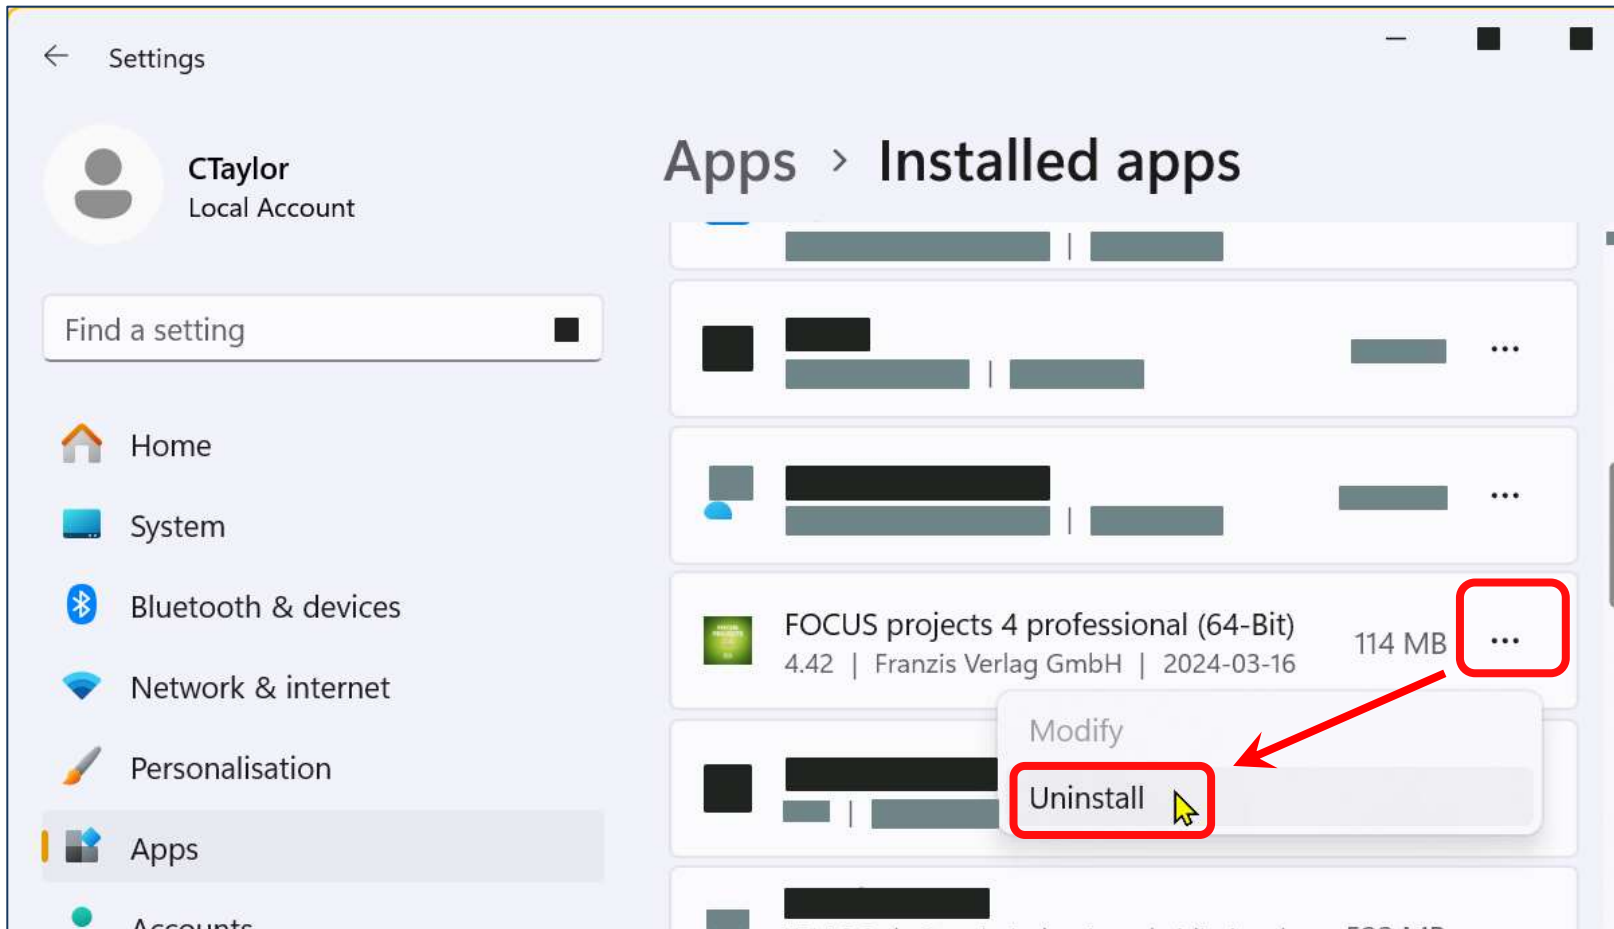 Settings
CTaylor
Local Account
Find a setting
Home
System
Bluetooth & devices
Network & internet
Personalisation
Apps
Accounts
Apps > Installed apps
FOCUS projects 4 professional (64-Bit)
4.42 | Franzis Verlag GmbH | 2024-03-16
114 MB
Modify
Uninstall